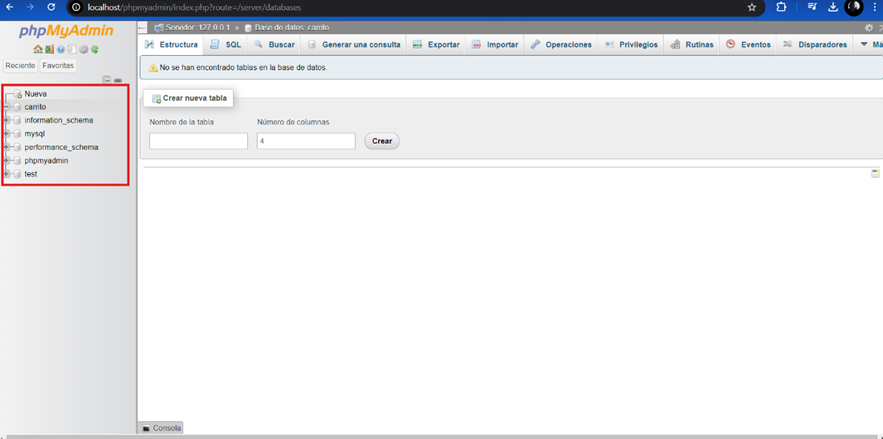 localhost/phpmyadmin/index.php?route=/server/databases
phpMyAdmin
Reciente Favoritas
Nueva
carrito
information_schema
mysql
performance_schema
phpmyadmin
test
Servidor: 127.0.0.1 » Base de datos: carrito
Estructura SQL Buscar Generar una consulta Exportar Importar Operaciones Privilegios Rutinas Eventos Disparadores Má
No se han encontrado tablas en la base de datos.
Crear nueva tabla
Nombre de la tabla Número de columnas
4 Crear
Consola